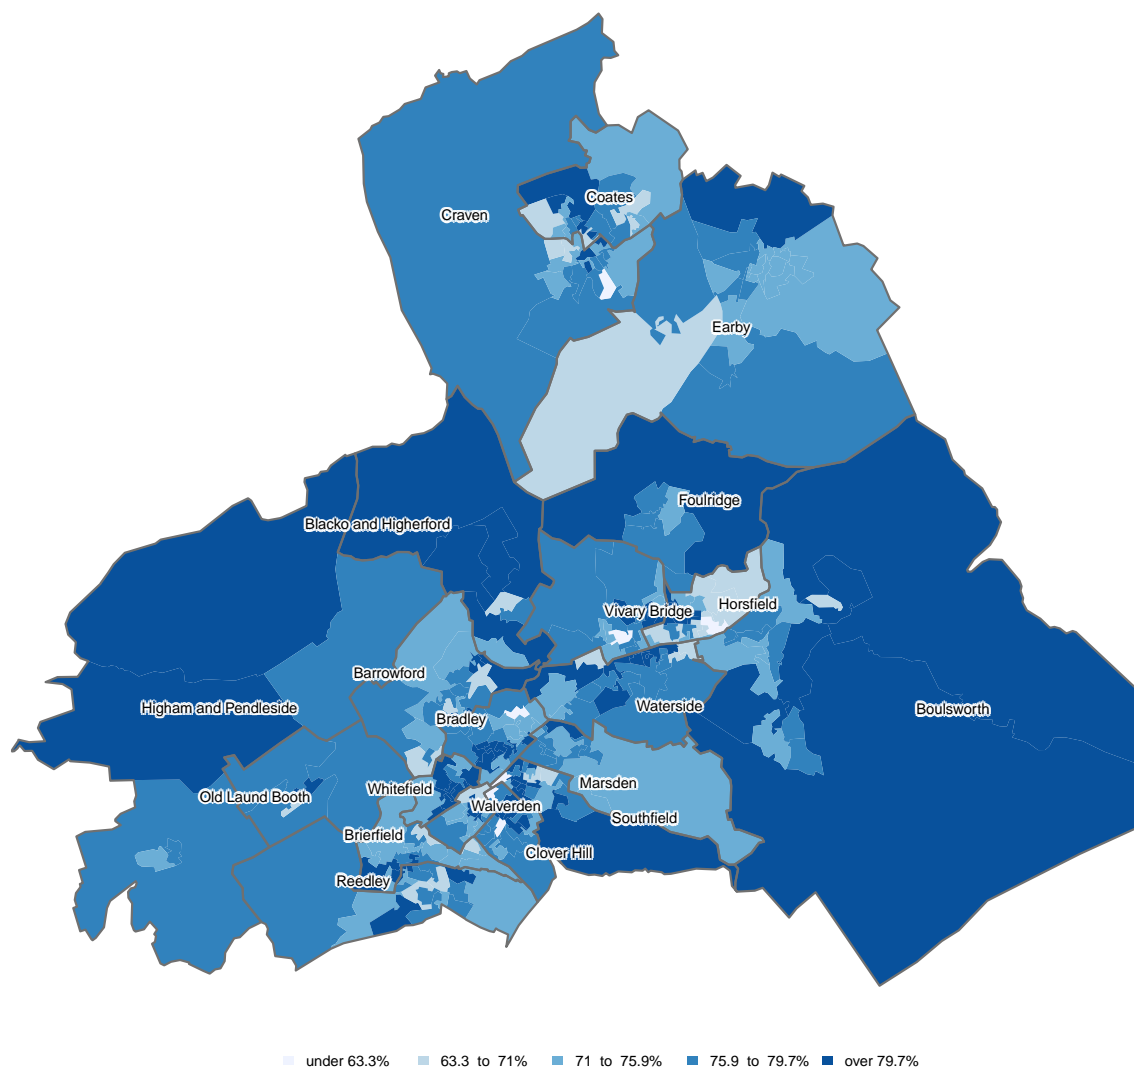 Coates
Craven
Earby
Foulridge
Blacko and Higherford
Horsfield
Vivary Bridge
Barrowford
Higham and Pendleside
Waterside
Boulsworth
Bradley
Marsden
Whitefield
Old Laund Booth
Walverden
Southfield
Brierfield
Clover Hill
Reedley
under 63.3% 63.3 to 71% 71 to 75.9% 75.9 to 79.7% over 79.7%